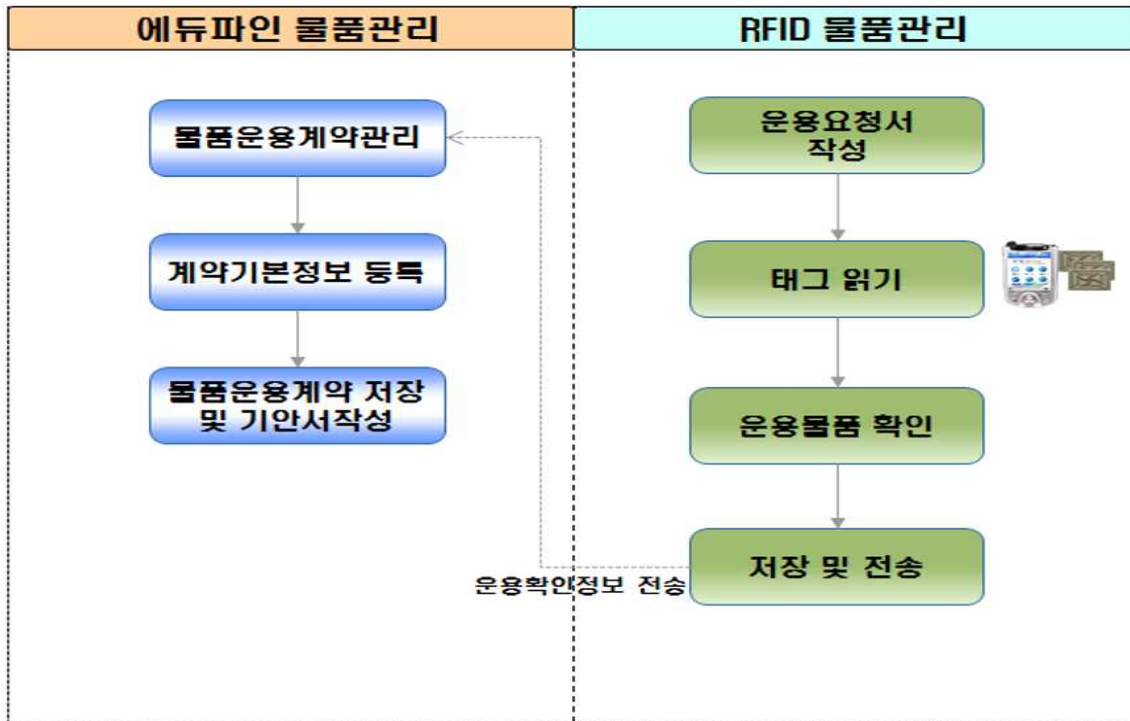 에듀파인 물품관리
RFID 물품관리
물품운용계약관리
계약기본정보 등록
물품운용계약 저장
및 기안서작성
운용요청서
작성
태그 읽기
운용물품 확인
저장 및 전송
운용확인정보 전송